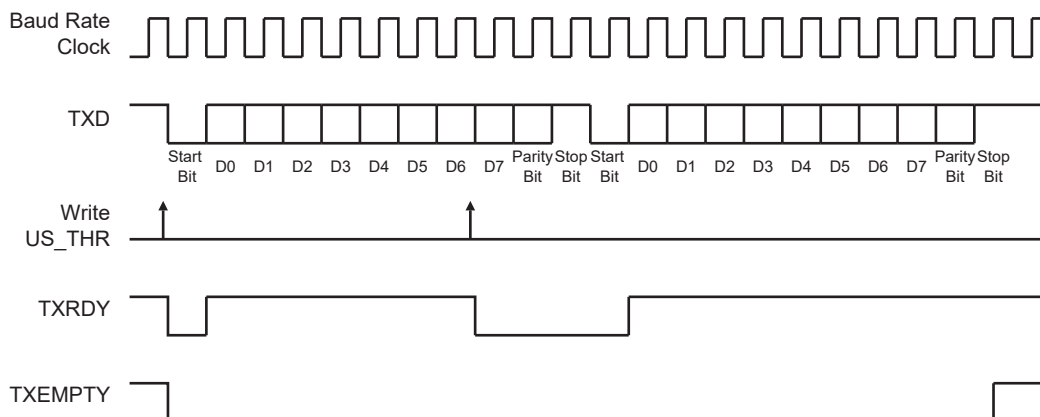 Baud Rate
Clock
TXD
Start
Bit
D0
D1
D2
D3
D4
D5
D6
D7
Parity
Bit
Stop
Bit
Start
Bit
D0
D1
D2
D3
D4
D5
D6
D7
Parity
Bit
Stop
Bit
Write
US_THR
TXRDY
TXEMPTY